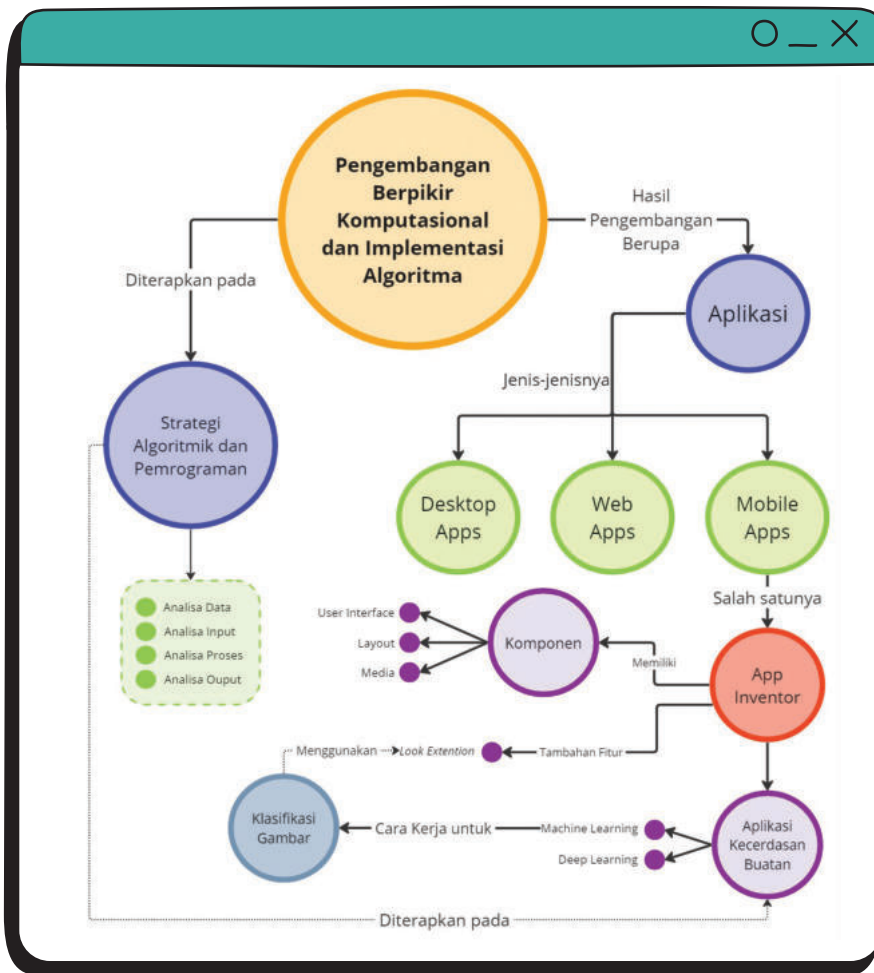 Pengembangan
Berpikir
Komputasional
dan Implementasi
Algoritma
Hasil
Pengembangan
Berupa
Diterapkan pada
Aplikasi
Jenis-jenisnya
Strategi
Algoritmik dan
Pemrograman
Desktop
Apps
Web
Apps
Mobile
Apps
Salah satunya
Analisa Data
Analisa Input
Analisa Proses
Analisa Ouput
User Interface
Layout
Media
Komponen
Memiliki
App
Inventor
Menggunakan
Look Extention
Tambahan Fitur
Klasifikasi
Gambar
Cara Kerja untuk
Machine Learning
Deep Learning
Aplikasi
Kecerdasan
Buatan
Diterapkan pada